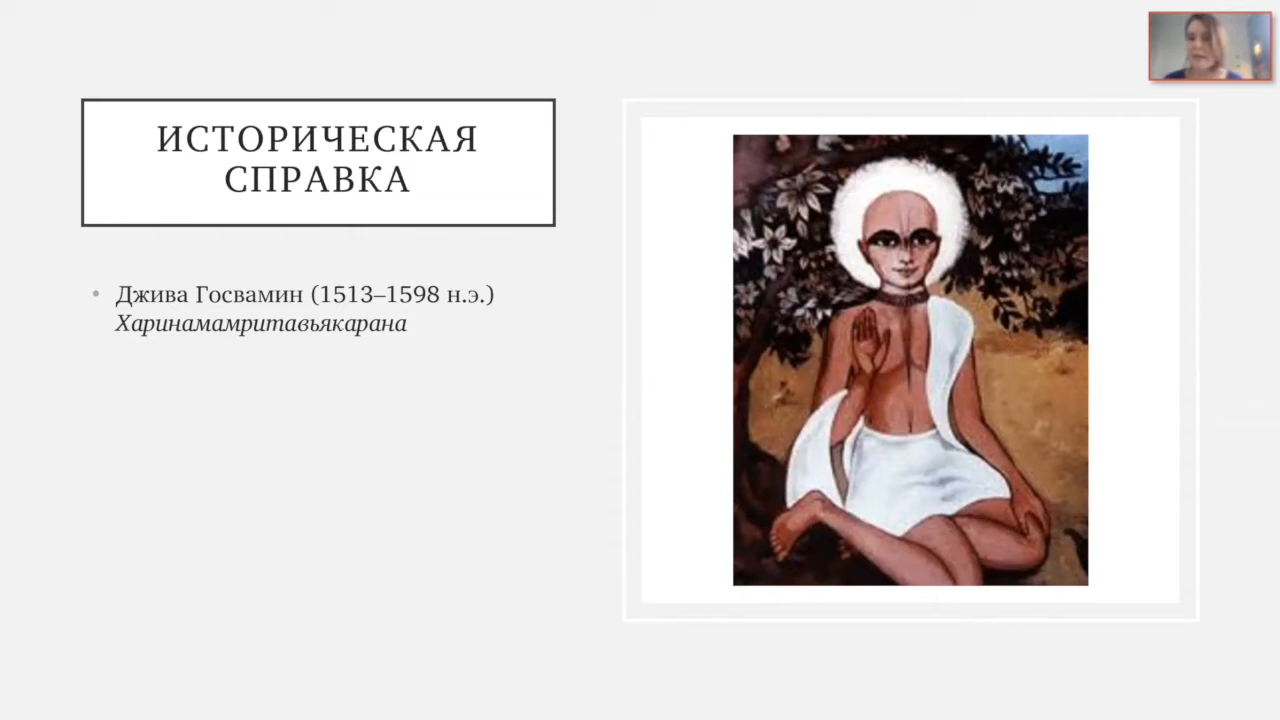 ИСТОРИЧЕСКАЯ
СПРАВКА
• Джива Госвамин (1513–1598 н.э.)
Харинамамритавьякарана